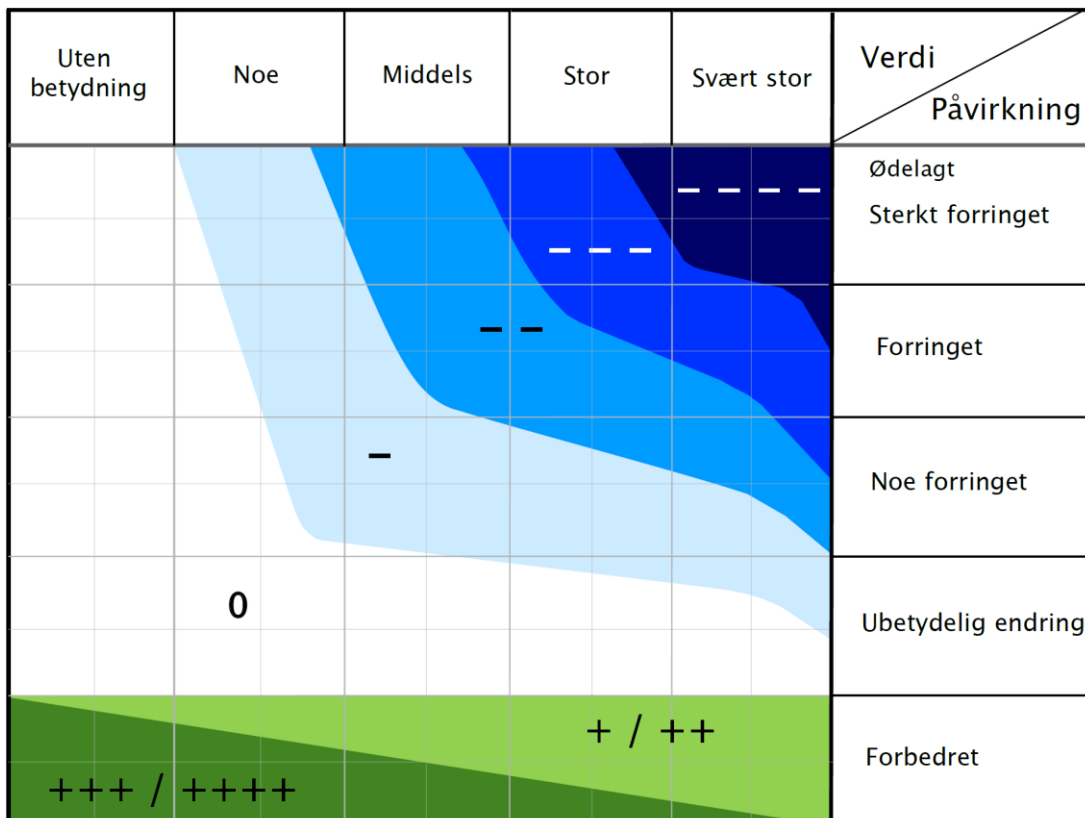 Uten
betydning
Noe
Middels
Stor
Svært stor
Verdi
Påvirkning
– – – –
Ødelagt
Sterkt forringet
– – –
– –
Forringet
–
Noe forringet
0
Ubetydelig endring
+ / ++
Forbedret
+++ / ++++